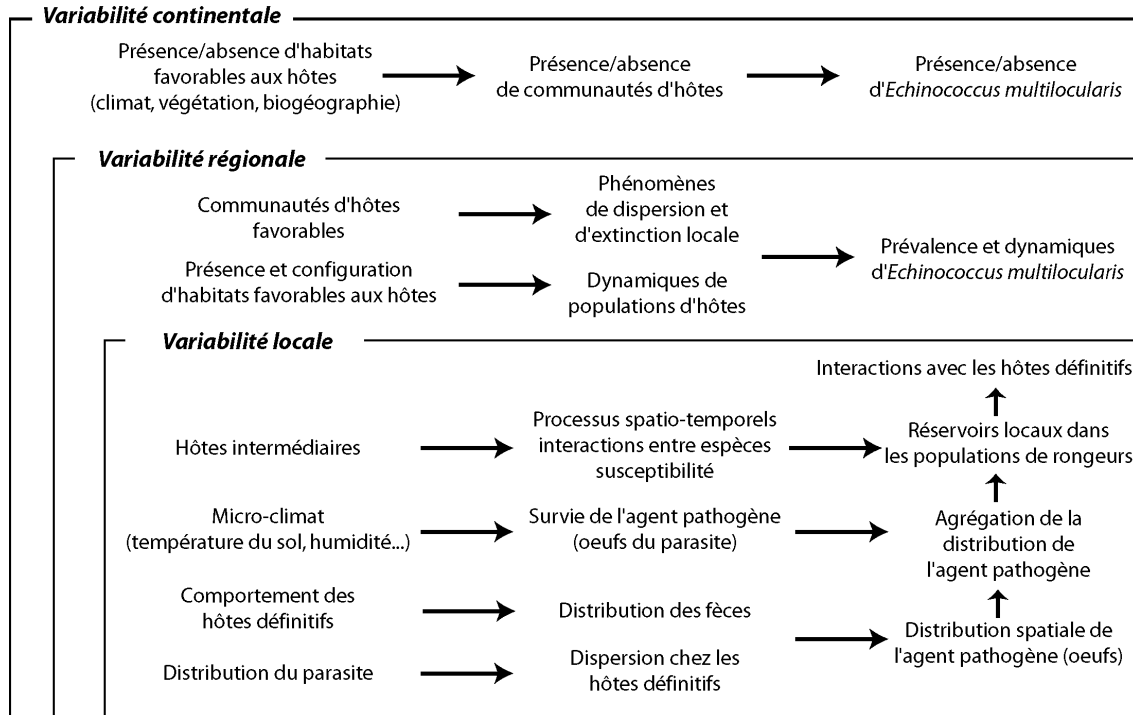 Variabilité continentale
Présence/absence d'habitats
favorables aux hôtes
(climat, végétation, biogéographie)
Présence/absence
de communautés d'hôtes
Présence/absence
d'Echinococcus multilocularis
Variabilité régionale
Communautés d'hôtes
favorables
Phénomènes
de dispersion et
d'extinction locale
Présence et configuration
d'habitats favorables aux hôtes
Dynamiques de
populations d'hôtes
Prévalence et dynamiques
d'Echinococcus multilocularis
Variabilité locale
Interactions avec les hôtes définitifs
Hôtes intermédiaires
Processus spatio-temporels
interactions entre espèces
susceptibilité
Réservoirs locaux dans
les populations de rongeurs
Micro-climat
(température du sol, humidité...)
Survie de l'agent pathogène
(oeufs du parasite)
Agrégation de la
distribution de
l'agent pathogène
Comportement des
hôtes définitifs
Distribution des fèces
Distribution du parasite
Dispersion chez les
hôtes définitifs
Distribution spatiale de
l'agent pathogène (oeufs)